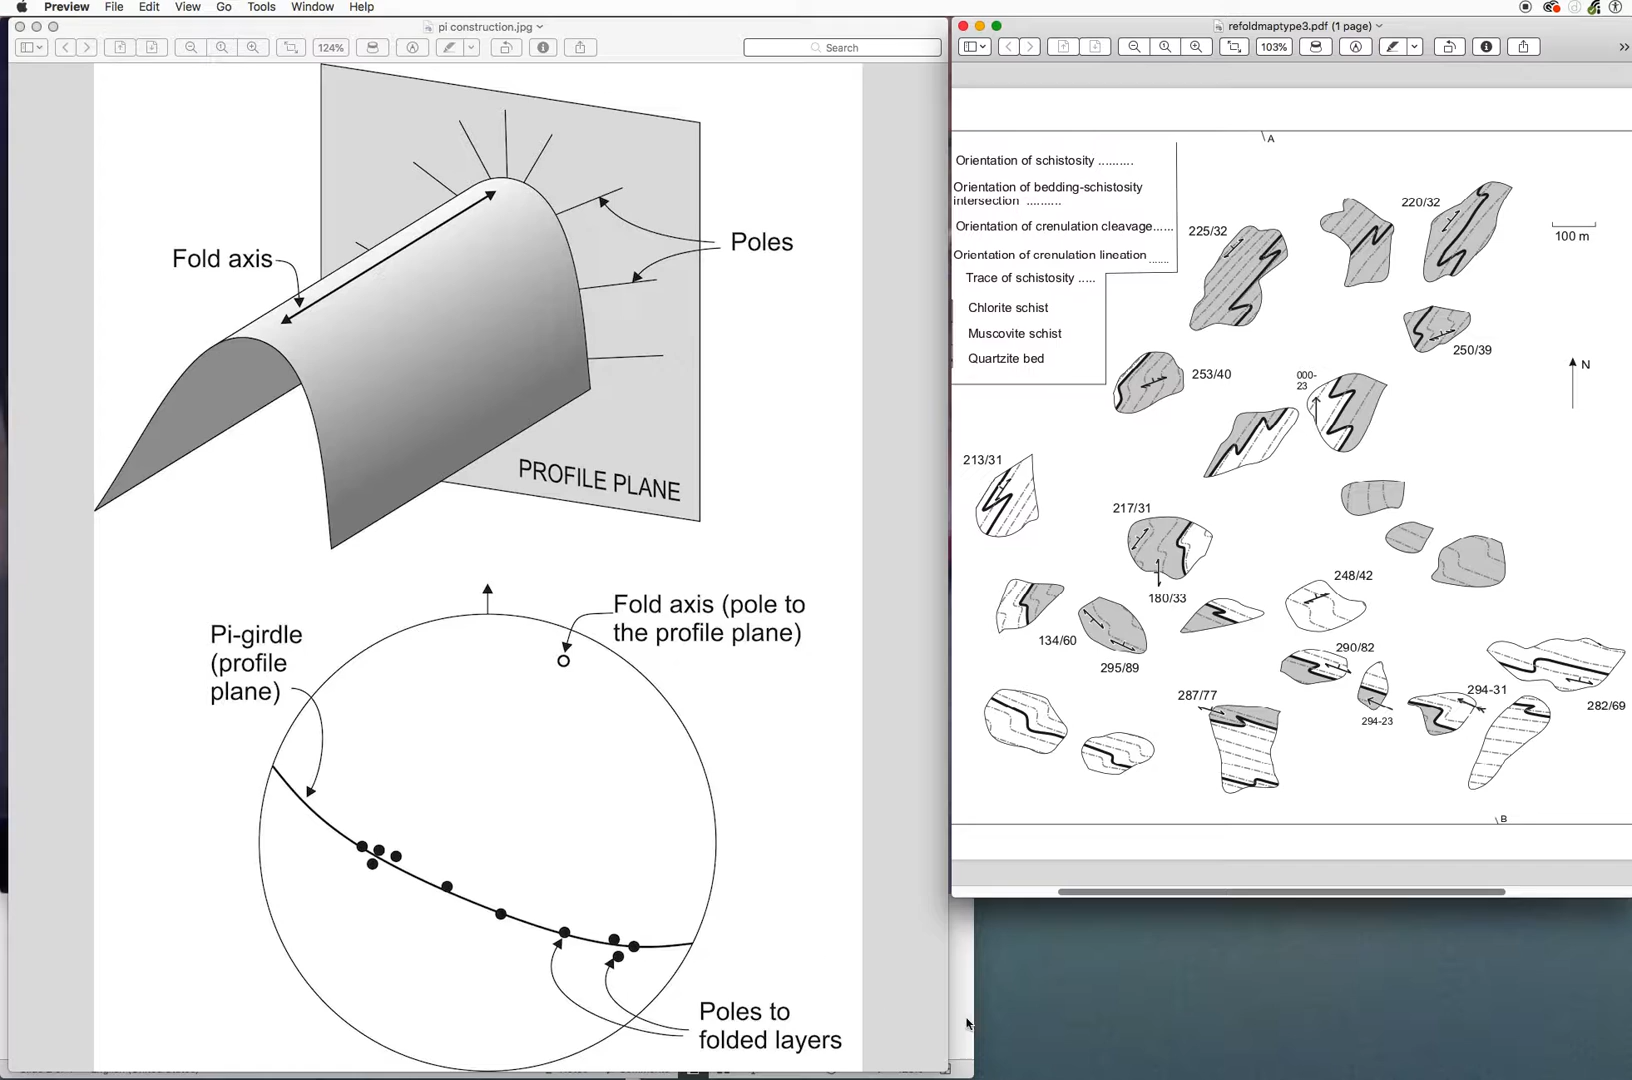 Preview File Edit View Go Tools Window Help
pi construction.jpg
124%
Search
Fold axis
Poles
PROFILE PLANE
Fold axis (pole to
the profile plane)
Pi-girdle
(profile
plane)
Poles to
folded layers
refoldmaptype3.pdf (1 page)
103%
A
Orientation of schistosity ..........
Orientation of bedding-schistosity
intersection ..........
Orientation of crenulation cleavage.....
Orientation of crenulation lineation .......
Trace of schistosity .....
Chlorite schist
Muscovite schist
Quartzite bed
220/32
225/32
100 m
250/39
N
253/40
000-
23
213/31
217/31
248/42
180/33
134/60
295/89
290/82
287/77
294-31
294-23
282/69
B